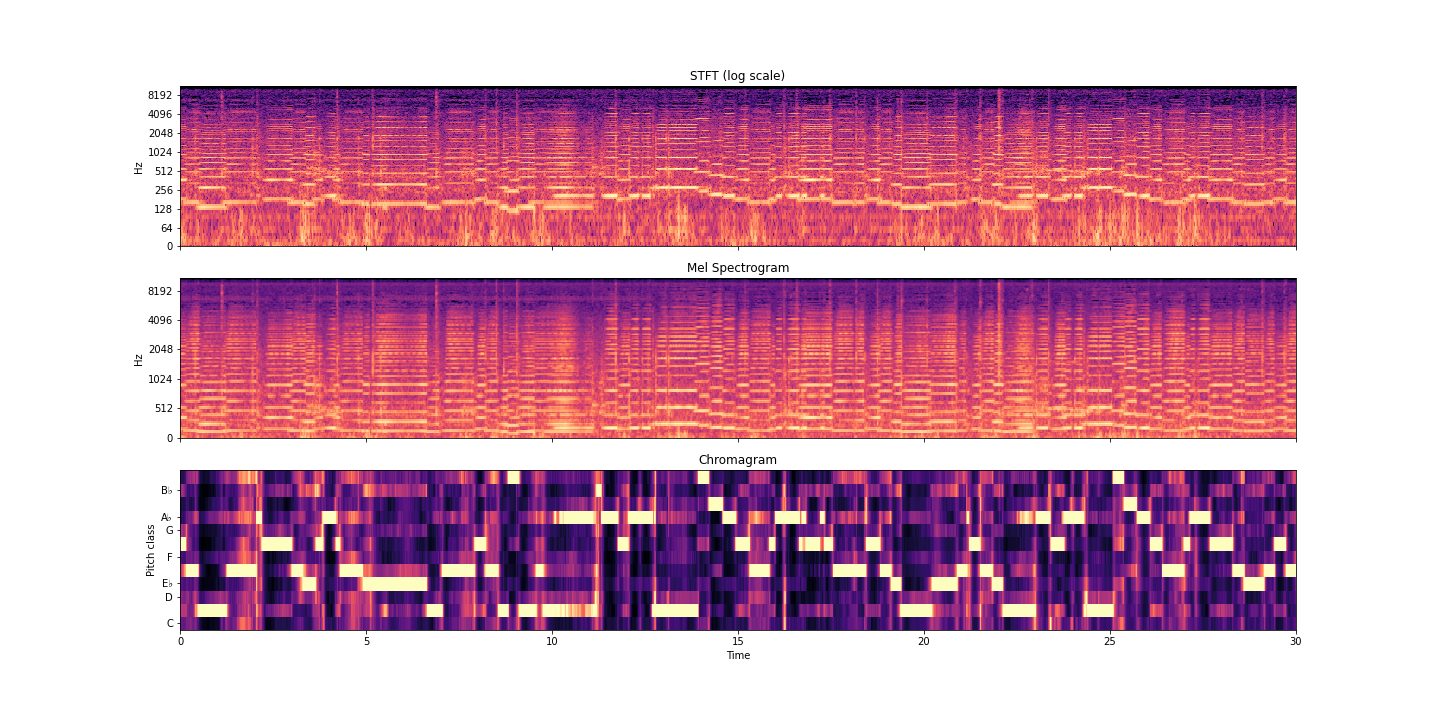 STFT (log scale)
8192
4096
2048
1024
512
256
128
64
0
Hz
Mel Spectrogram
8192
4096
2048
1024
512
0
Hz
Chromagram
B♭
A♭
G
F
E♭
D
C
Pitch class
0 5 10 15 20 25 30
Time